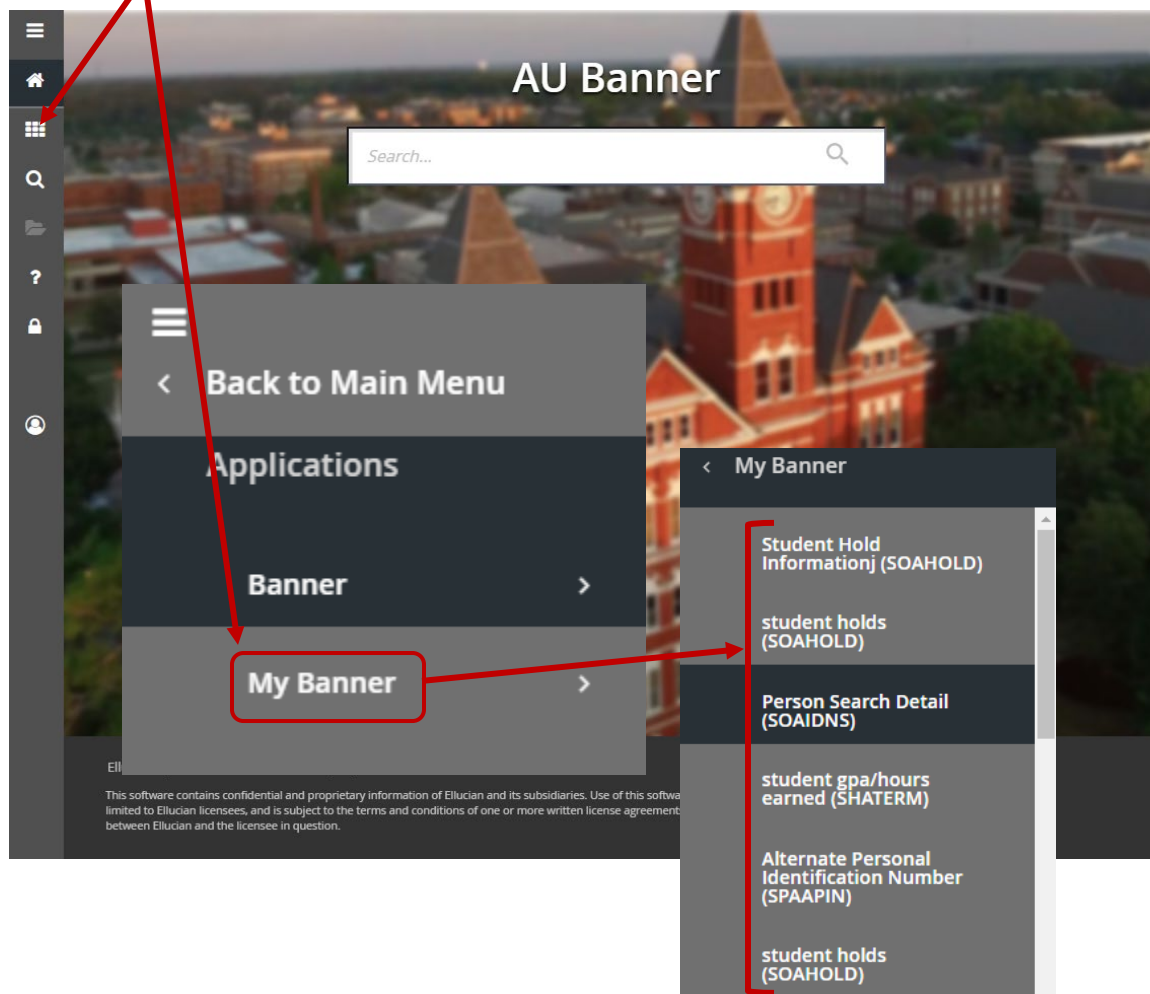 AU Banner
Search...
?
Back to Main Menu
Applications
Banner
My Banner
My Banner
Student Hold
Informationj (SOAHOLD)
student holds
(SOAHOLD)
Person Search Detail
(SOAIDNS)
student gpa/hours
earned (SHATERM)
Alternate Personal
Identification Number
(SPAAPIN)
student holds
(SOAHOLD)
This software contains confidential and proprietary information of Ellucian and its subsidiaries. Use of this
limited to Ellucian licensees, and is subject to the terms and conditions of one or more written license
between Ellucian and the licensee in question.